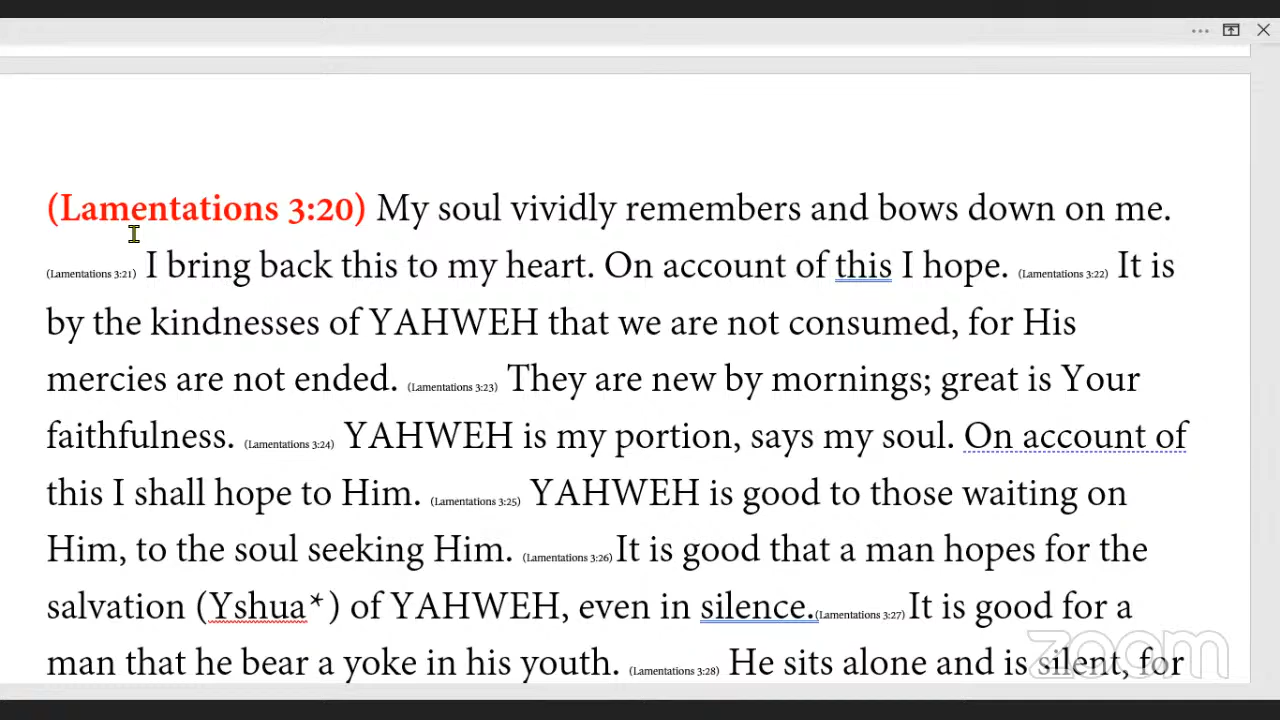 (Lamentations 3:20) My soul vividly remembers and bows down on me.
(Lamentations 3:21) I bring back this to my heart. On account of this I hope. (Lamentations 3:22) It is
by the kindnesses of YAHWEH that we are not consumed, for His
mercies are not ended. (Lamentations 3:23) They are new by mornings; great is Your
faithfulness. (Lamentations 3:24) YAHWEH is my portion, says my soul. On account of
this I shall hope to Him. (Lamentations 3:25) YAHWEH is good to those waiting on
Him, to the soul seeking Him. (Lamentations 3:26) It is good that a man hopes for the
salvation (Yshua*) of YAHWEH, even in silence.(Lamentations 3:27) It is good for a
man that he bear a yoke in his youth. (Lamentations 3:28) He sits alone and is silent, for
zoom